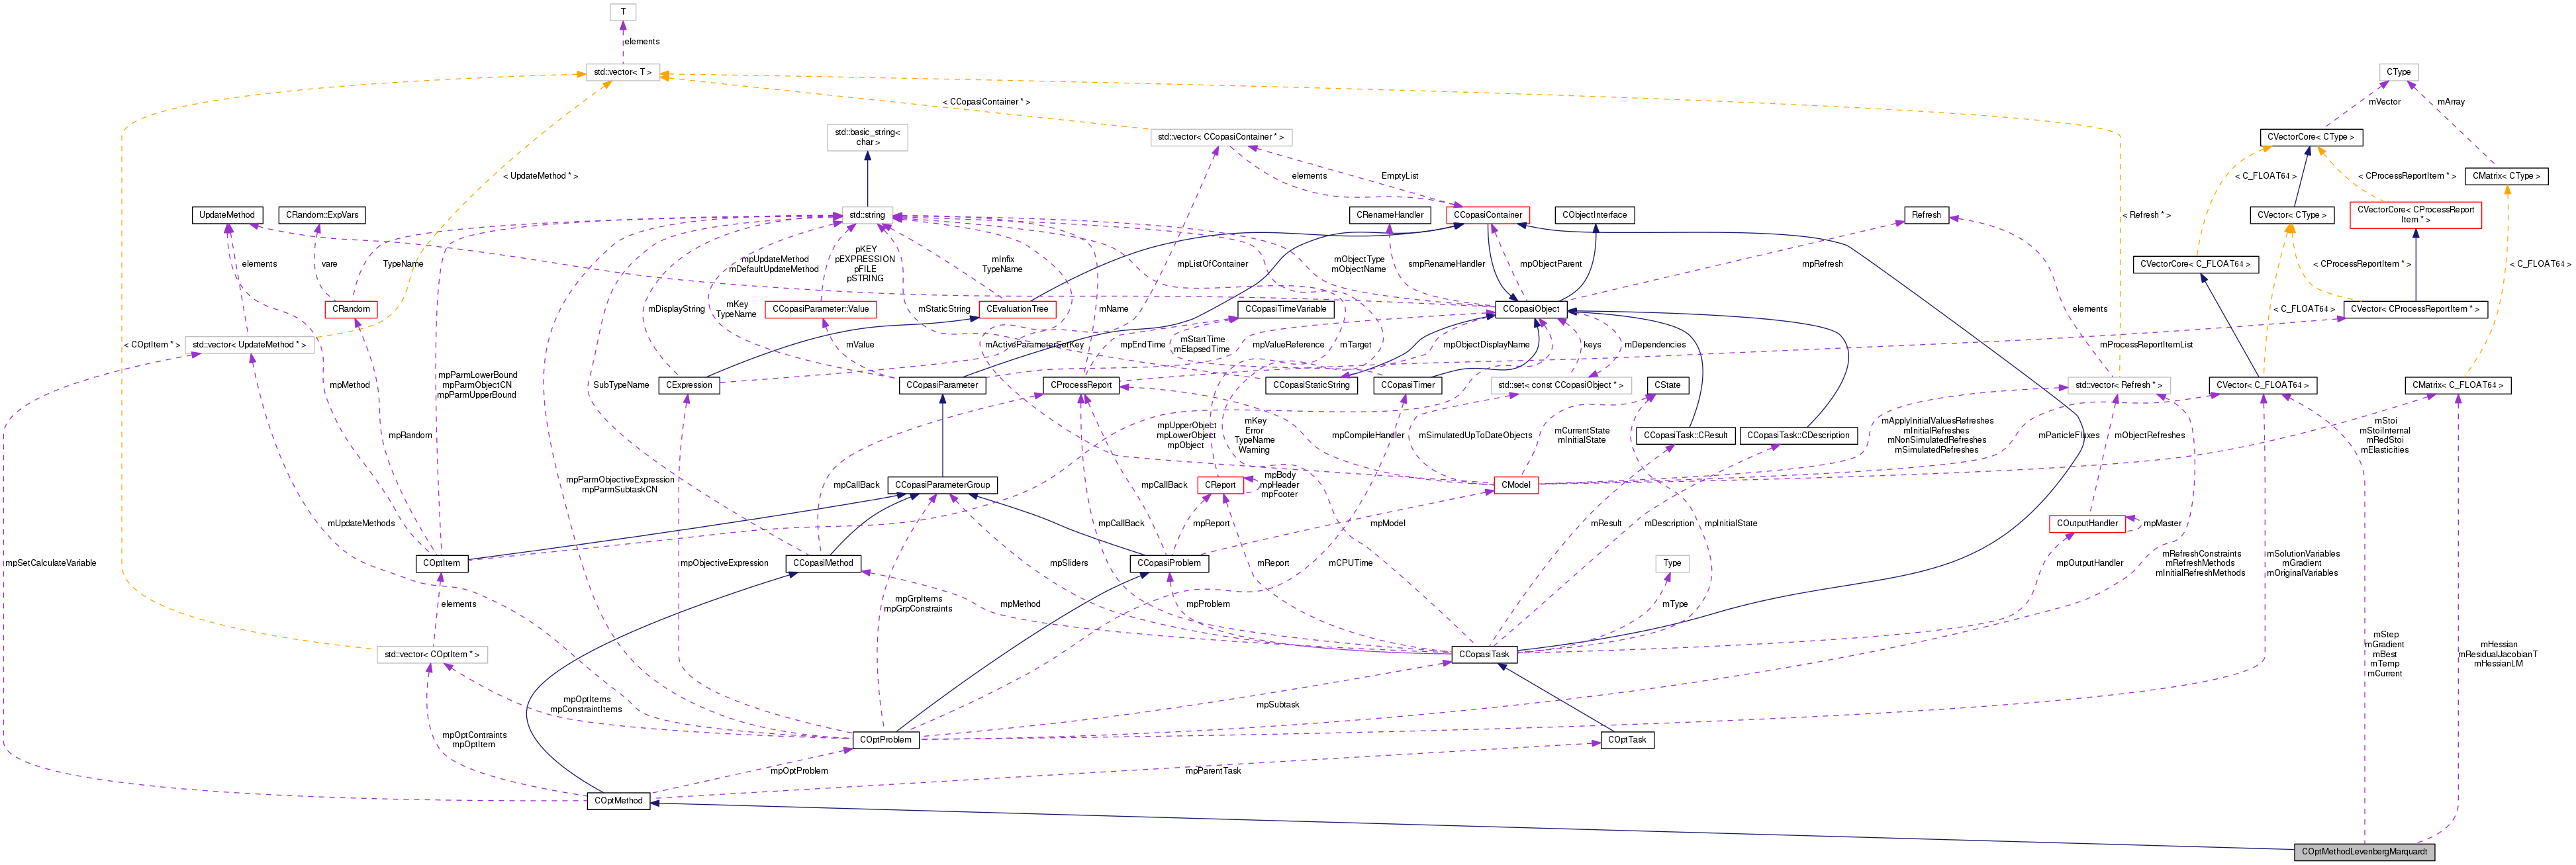 T
elements
std::vector< T >
CType
< CCopasiContainer * >
mVector
mArray
std::basic_string<
char >
std::vector< CCopasiContainer * >
CVectorCore< CType >
< UpdateMethod * >
elements
EmptyList
< C_FLOAT64 >
< CProcessReportItem * >
CMatrix< CType >
UpdateMethod
CRandom::ExpVars
std::string
CRenameHandler
CCopasiContainer
CObjectInterface
Refresh
< Refresh * >
CVector< CType >
CVectorCore< CProcessReport
Item * >
elements
vare
TypeName
mpUpdateMethod
mDefaultUpdateMethod
pKEY
pEXPRESSION
pFILE
pSTRING
mInfix
TypeName
mpListOfContainer
mObjectType
mObjectName
smpRenameHandler
mpObjectParent
mpRefresh
CVectorCore< C_FLOAT64 >
< CProcessReportItem * >
< C_FLOAT64 >
CRandom
mDisplayString
mKey
TypeName
CCopasiParameter::Value
mStaticString
CEvaluationTree
mName
CCopasiTimeVariable
CCopasiObject
elements
< C_FLOAT64 >
CVector< CProcessReportItem * >
< COptItem * >
std::vector< UpdateMethod * >
mValue
mActiveParameterSetKey
mpEndTime
mStartTime
mElapsedTime
mpValueReference
mTarget
mpObjectDisplayName
keys
mDependencies
mProcessReportItemList
mpMethod
mpParmLowerBound
mpParmObjectCN
mpParmUpperBound
SubTypeName
CExpression
CCopasiParameter
CProcessReport
CCopasiStaticString
CCopasiTimer
std::set< const CCopasiObject * >
CState
std::vector< Refresh * >
CVector< C_FLOAT64 >
CMatrix< C_FLOAT64 >
mpRandom
mpUpperObject
mpLowerObject
mpObject
mKey
Error
TypeName
Warning
mpCompileHandler
mSimulatedUpToDateObjects
mCurrentState
mInitialState
CCopasiTask::CResult
CCopasiTask::CDescription
mApplyInitialValuesRefreshes
mInitialRefreshes
mNonSimulatedRefreshes
mSimulatedRefreshes
mObjectRefreshes
mParticleFluxes
mStoi
mStoiInternal
mRedStoi
mElasticities
mpParmObjectiveExpression
mpParmSubtaskCN
mpCallBack
CCopasiParameterGroup
mpCallBack
CReport
mpBody
mpHeader
mpFooter
CModel
mUpdateMethods
mpCallBack
mpReport
mpModel
mResult
mDescription
mpInitialState
COutputHandler
mpMaster
mpSetCalculateVariable
COptItem
mpObjectiveExpression
CCopasiMethod
mpSliders
CCopasiProblem
mReport
mCPUTime
Type
mpOutputHandler
mRefreshConstraints
mRefreshMethods
mInitialRefreshMethods
mSolutionVariables
mGradient
mOriginalVariables
elements
mpGrpItems
mpGrpConstraints
mpMethod
mpProblem
mType
std::vector< COptItem * >
CCopasiTask
mStep
mGradient
mBest
mTemp
mCurrent
mHessian
mResidualJacobianT
mHessianLM
mpOptItems
mpConstraintItems
mpSubtask
mpOptContraints
mpOptItem
COptProblem
COptTask
mpOptProblem
mpParentTask
COptMethod
COptMethodLevenbergMarquardt